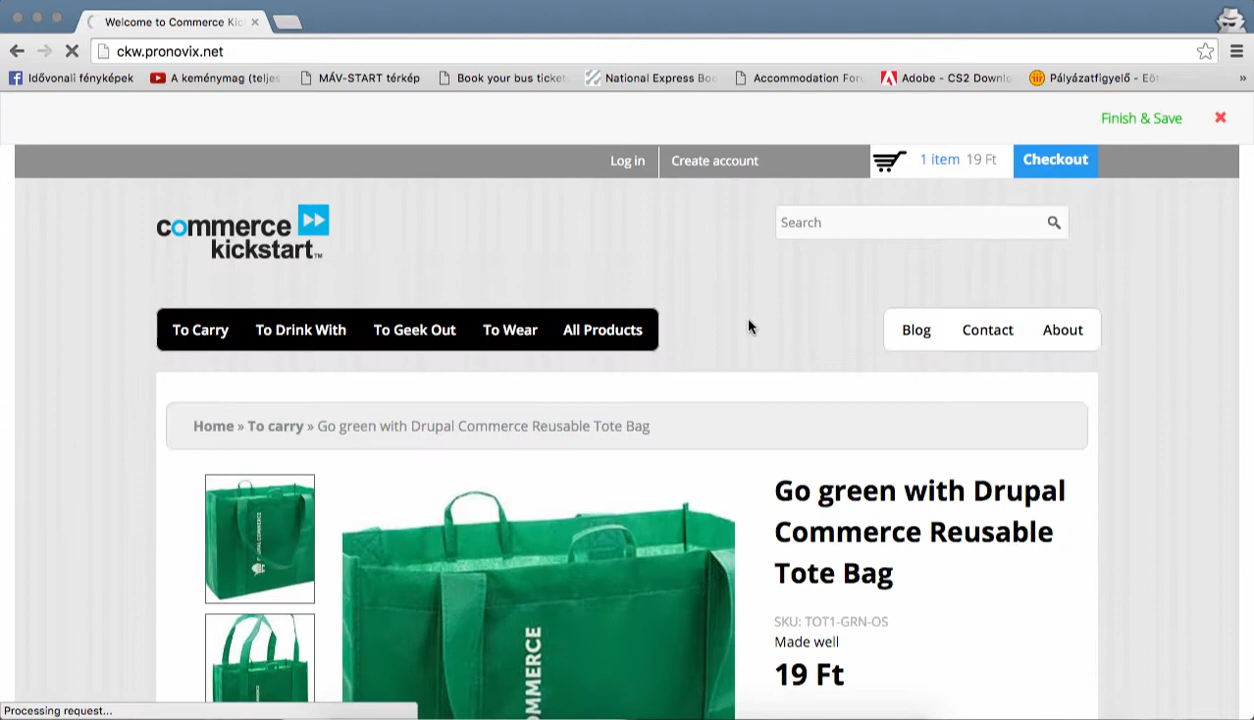 Welcome to Commerce Kic
ckw.pronovix.net
Idővonali fényképek
A keménymag (teljes
MÁV-START térkép
Book your bus ticket
National Express Boo
Accommodation For
Adobe - CS2 Downlo
Pályázatfigyelő - Eöt
»
Finish & Save
Log in
Create account
1 item 19 Ft
Checkout
commerce
kickstart™
Search
To Carry
To Drink With
To Geek Out
To Wear
All Products
Blog
Contact
About
Home » To carry » Go green with Drupal Commerce Reusable Tote Bag
Go green with Drupal
Commerce Reusable
Tote Bag
SKU: TOT1-GRN-OS
Made well
19 Ft
MMERCE
Processing request...